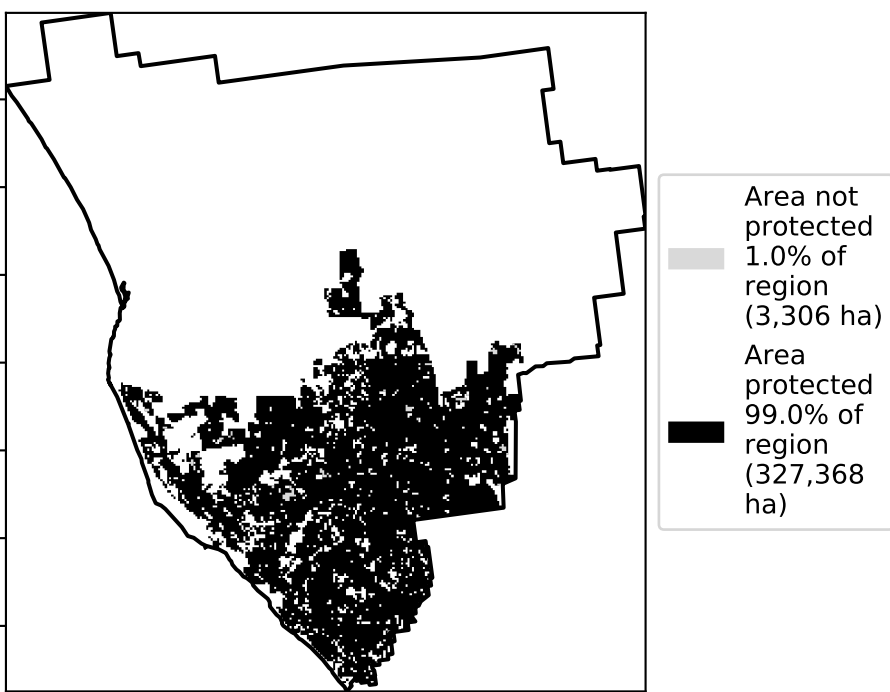 Area not
protected
1.0% of
region
(3,306 ha)
Area
protected
99.0% of
region
(327,368
ha)